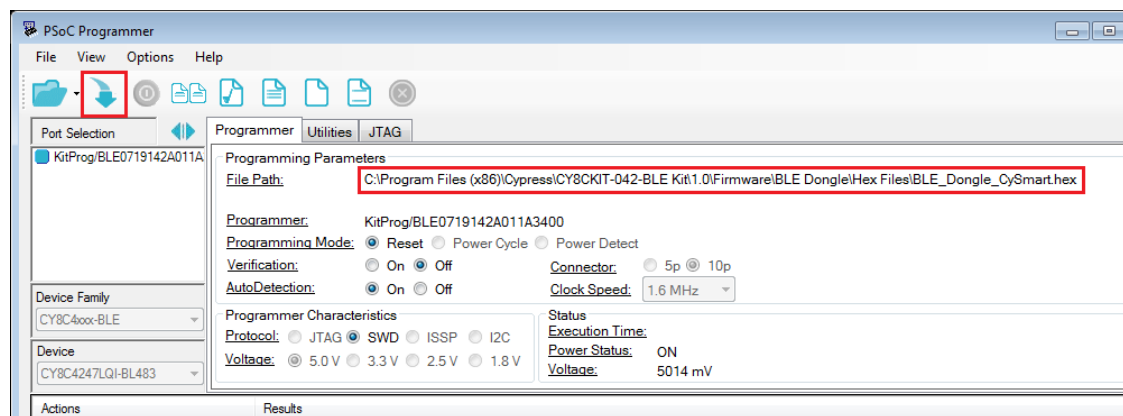 PSoC Programmer
File View Options Help
Port Selection
Programmer Utilities JTAG
KitProg/BLE0719142A011A
Programming Parameters
File Path: C:\Program Files (x86)\Cypress\CY8CKIT-042-BLE Kit\1.0\Firmware\BLE Dongle\Hex Files\BLE_Dongle_CySmart.hex
Programmer: KitProg/BLE0719142A011A3400
Programming Mode: Reset Power Cycle Power Detect
Verification: On Off Connector: 5p 10p
AutoDetection: On Off Clock Speed: 1.6 MHz
Device Family
CY8C4xxx-BLE
Device
CY8C4247LQI-BL483
Programmer Characteristics
Protocol: JTAG SWD ISSP I2C
Voltage: 5.0 V 3.3 V 2.5 V 1.8 V
Status
Execution Time:
Power Status: ON
Voltage: 5014 mV
Actions Results